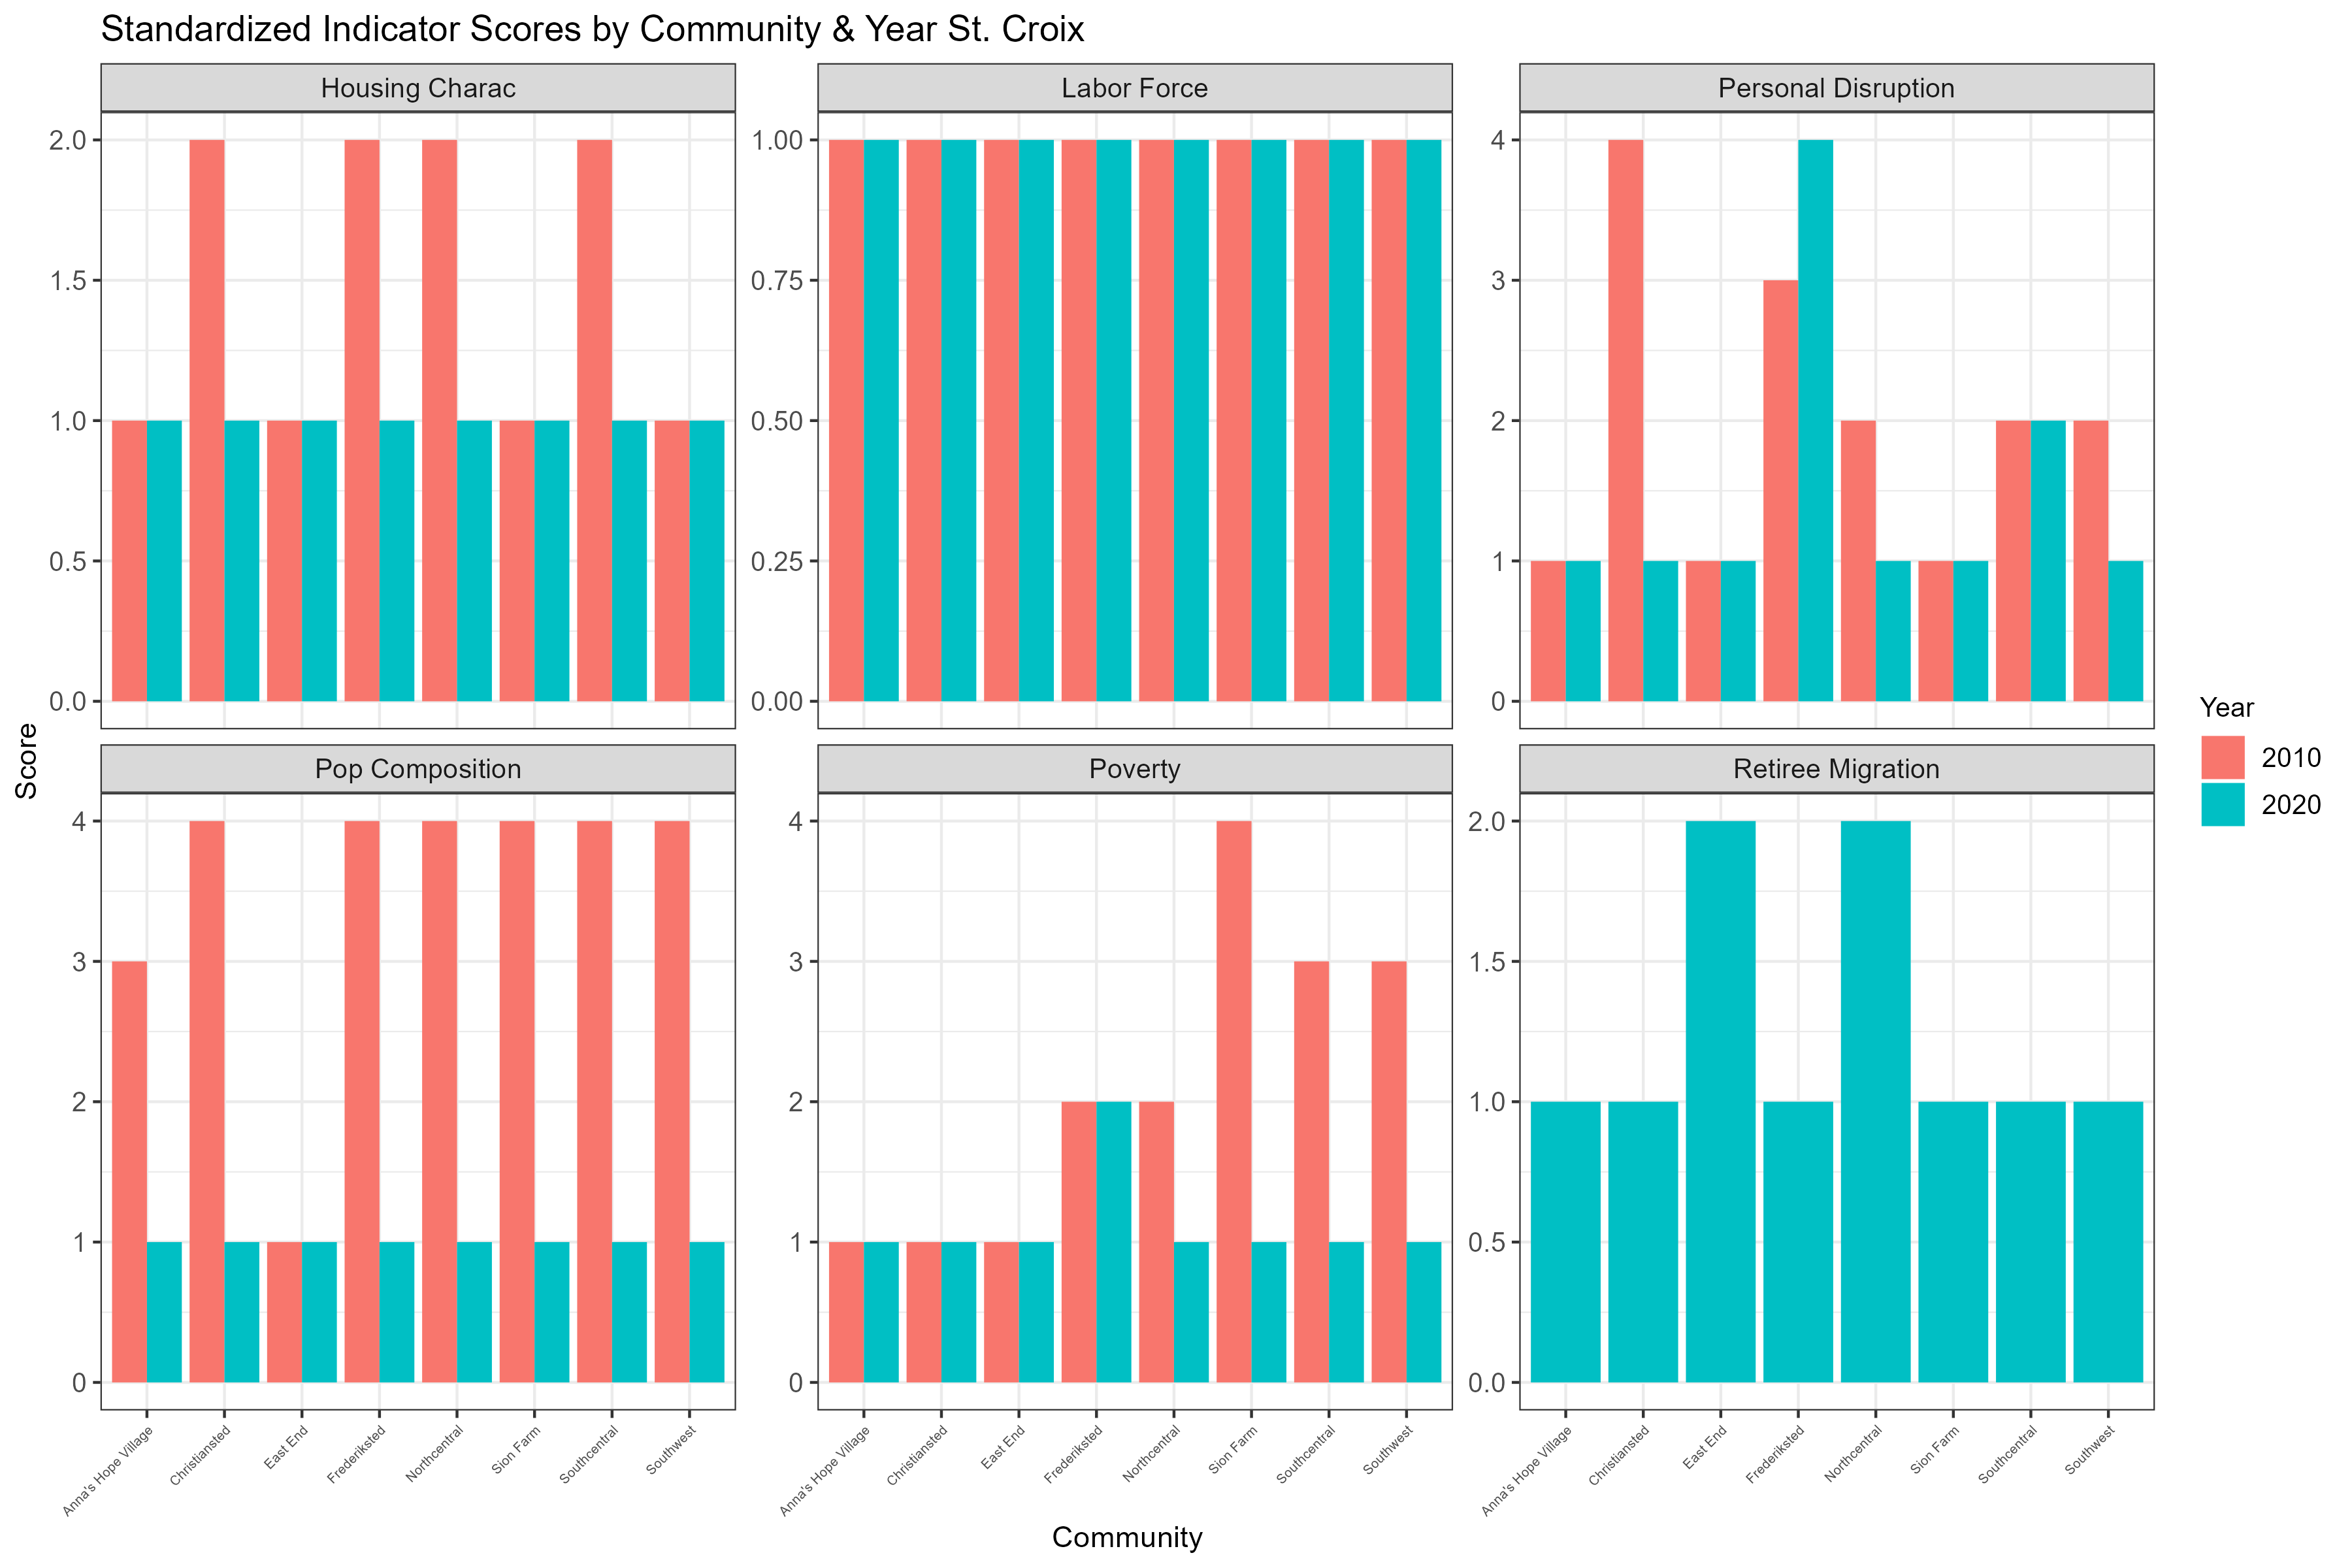 Standardized Indicator Scores by Community & Year St. Croix
Housing Charac
Labor Force
Personal Disruption
2.0
1.5
1.0
0.5
0.0
1.00
0.75
0.50
0.25
0.00
4
3
2
1
0
Pop Composition
Poverty
Retiree Migration
4
3
2
1
0
4
3
2
1
0
2.0
1.5
1.0
0.5
0.0
Anna's Hope Village
Christiansted
East End
Frederiksted
Northcentral
Sion Farm
Southcentral
Southwest
Anna's Hope Village
Christiansted
East End
Frederiksted
Northcentral
Sion Farm
Southcentral
Southwest
Anna's Hope Village
Christiansted
East End
Frederiksted
Northcentral
Sion Farm
Southcentral
Southwest
Score
Community
Year
2010
2020